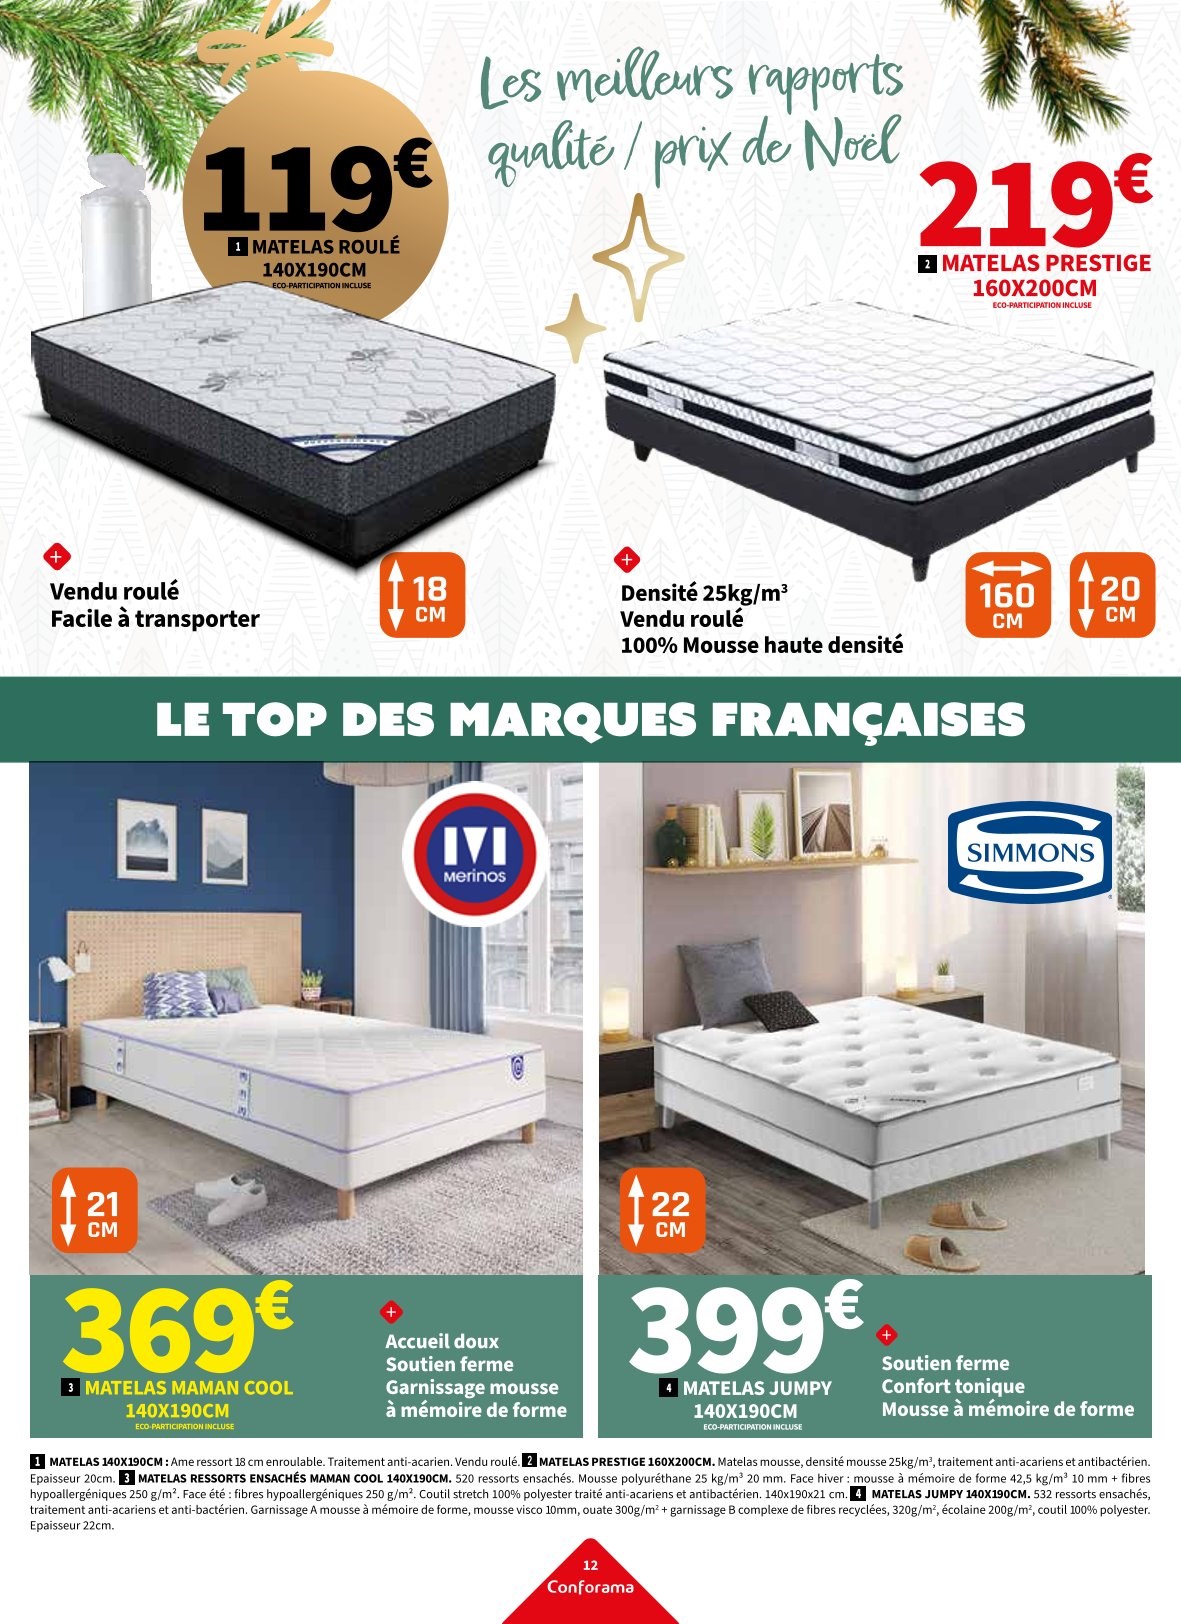 Les meilleurs rapports
qualité / prix de Noël
119€
1 MATELAS ROULÉ
140X190CM
ECO-PARTICIPATION INCLUSE
219€
2 MATELAS PRESTIGE
160X200CM
ECO-PARTICIPATION INCLUSE
+
Vendu roulé
Facile à transporter
18
CM
+
Densité 25kg/m³
Vendu roulé
100% Mousse haute densité
160
CM
20
CM
LE TOP DES MARQUES FRANÇAISES
M
Merinos
SIMMONS
21
CM
22
CM
369€
3 MATELAS MAMAN COOL
140X190CM
ECO-PARTICIPATION INCLUSE
+
Accueil doux
Soutien ferme
Garnissage mousse
à mémoire de forme
399€
4 MATELAS JUMPY
140X190CM
ECO-PARTICIPATION INCLUSE
+
Soutien ferme
Confort tonique
Mousse à mémoire de forme
1 MATELAS 140X190CM : Ame ressort 18 cm enroulable. Traitement anti-acarien. Vendu roulé. 2 MATELAS PRESTIGE 160X200CM. Matelas mousse, densité mousse 25kg/m³, traitement anti-acariens et antibactérien.
Epaisseur 20cm. 3 MATELAS RESSORTS ENSACHÉS MAMAN COOL 140X190CM. 520 ressorts ensachés. Mousse polyuréthane 25 kg/m³ 20 mm. Face hiver : mousse à mémoire de forme 42,5 kg/m³ 10 mm + fibres
hypoallergéniques 250 g/m². Face été : fibres hypoallergéniques 250 g/m². Coutil stretch 100% polyester traité anti-acariens et antibactérien. 140x190x21 cm. 4 MATELAS JUMPY 140X190CM. 532 ressorts ensachés,
traitement anti-acariens et anti-bactérien. Garnissage A mousse à mémoire de forme, mousse visco 10mm, ouate 300g/m² + garnissage B complexe de fibres recyclées, 320g/m², écolaine 200g/m², coutil 100% polyester.
Epaisseur 22cm.
12
Conforama